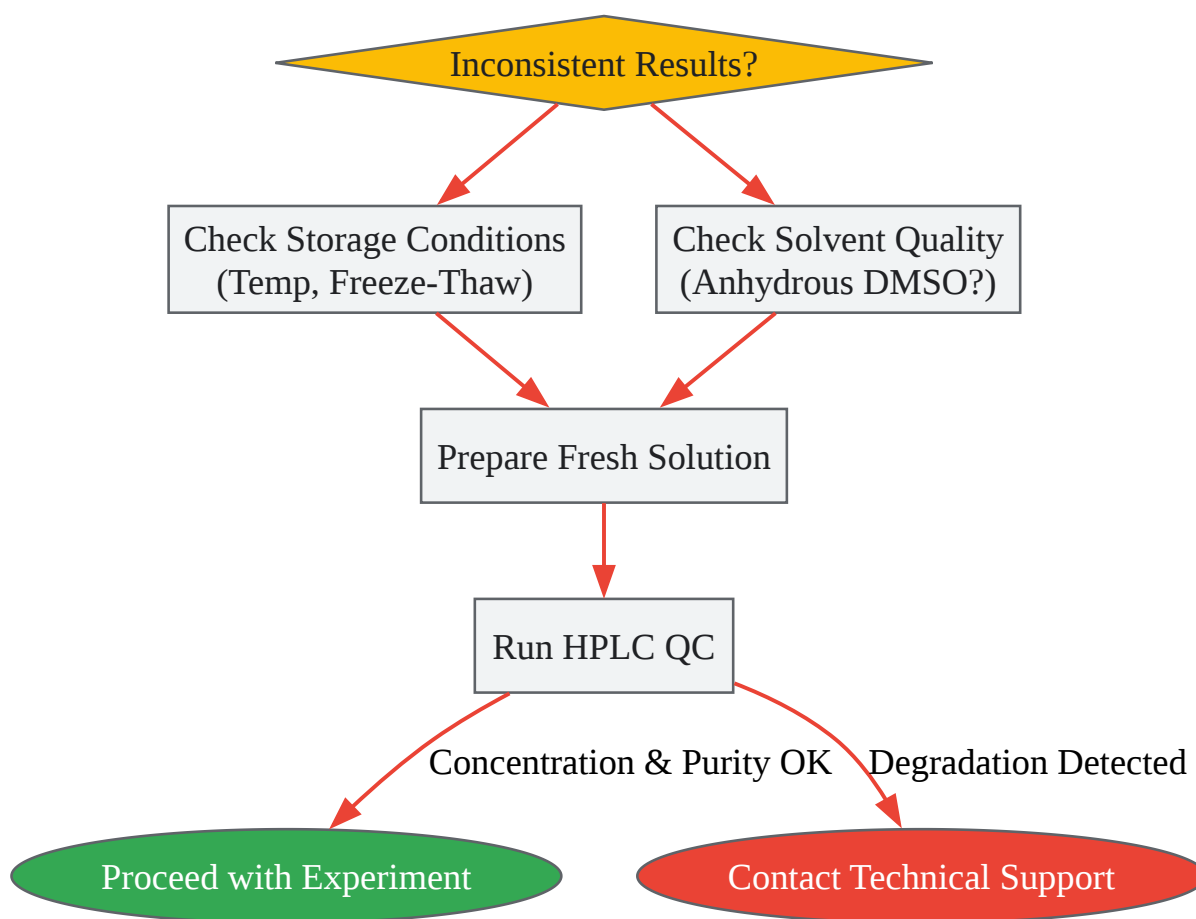 Inconsistent Results?
Check Storage Conditions
(Temp, Freeze-Thaw)
Check Solvent Quality
(Anhydrous DMSO?)
Prepare Fresh Solution
Run HPLC QC
Concentration & Purity OK
Degradation Detected
Proceed with Experiment
Contact Technical Support